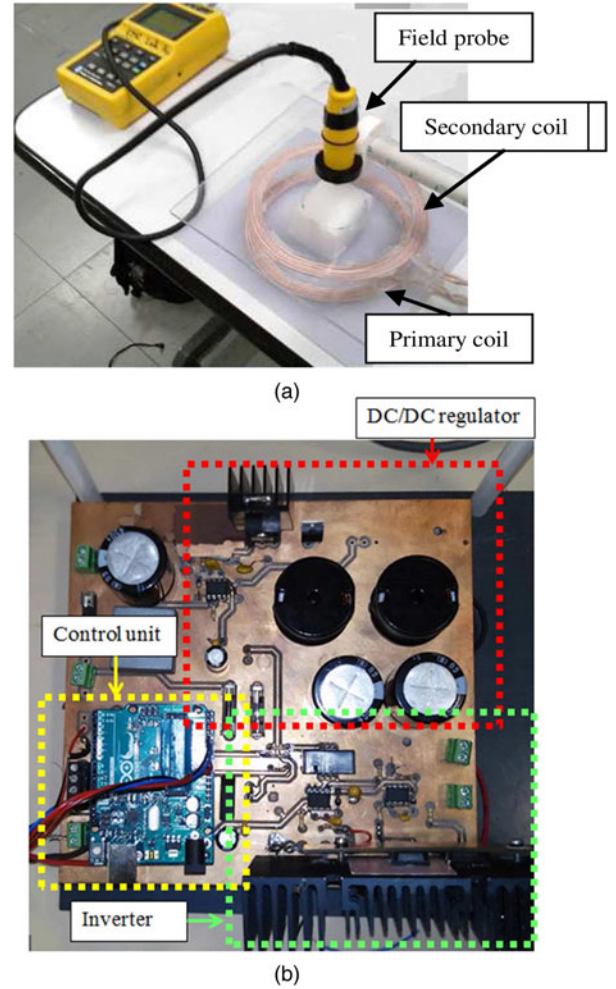 Field probe
Secondary coil
Primary coil
(a)
DC/DC regulator
Control unit
Inverter
(b)